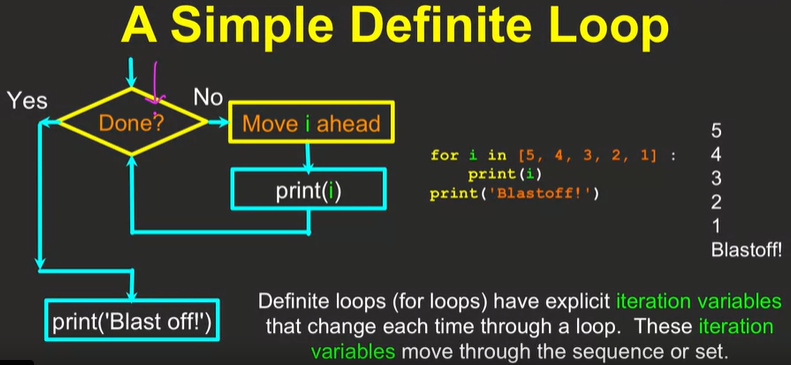 A Simple Definite Loop
Yes
No
Done?
Move i ahead
print(i)
print('Blast off!')
for i in [5, 4, 3, 2, 1] :
    print(i)
print('Blastoff!')
5
4
3
2
1
Blastoff!
Definite loops (for loops) have explicit iteration variables
that change each time through a loop.  These iteration
variables move through the sequence or set.